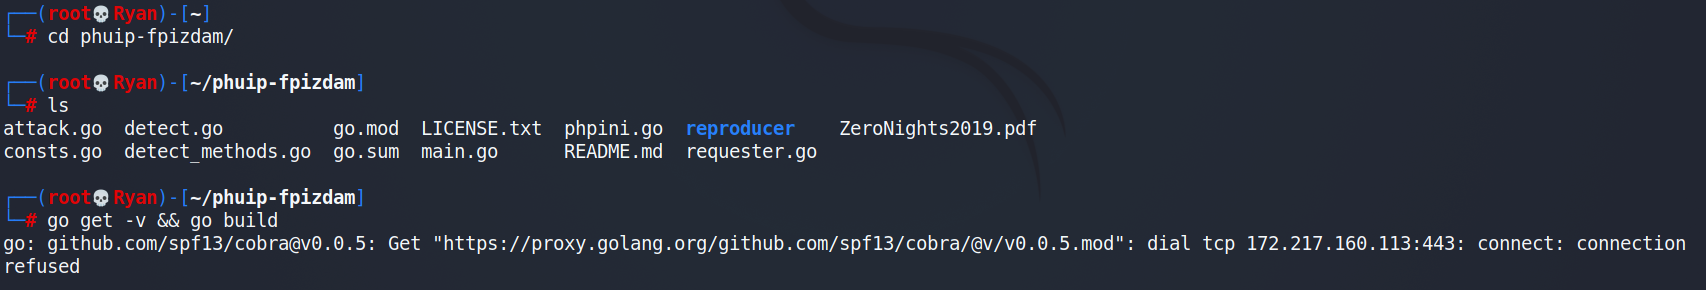 ┌──(root💀Ryan)-[~]
└─# cd phuip-fpizdam/
┌──(root💀Ryan)-[~/phuip-fpizdam]
└─# ls
attack.go  detect.go          go.mod  LICENSE.txt  phpini.go  reproducer    ZeroNights2019.pdf
consts.go  detect_methods.go  go.sum  main.go      README.md  requester.go
┌──(root💀Ryan)-[~/phuip-fpizdam]
└─# go get -v && go build
go: github.com/spf13/cobra@v0.0.5: Get "https://proxy.golang.org/github.com/spf13/cobra/@v/v0.0.5.mod": dial tcp 172.217.160.113:443: connect: connection
refused